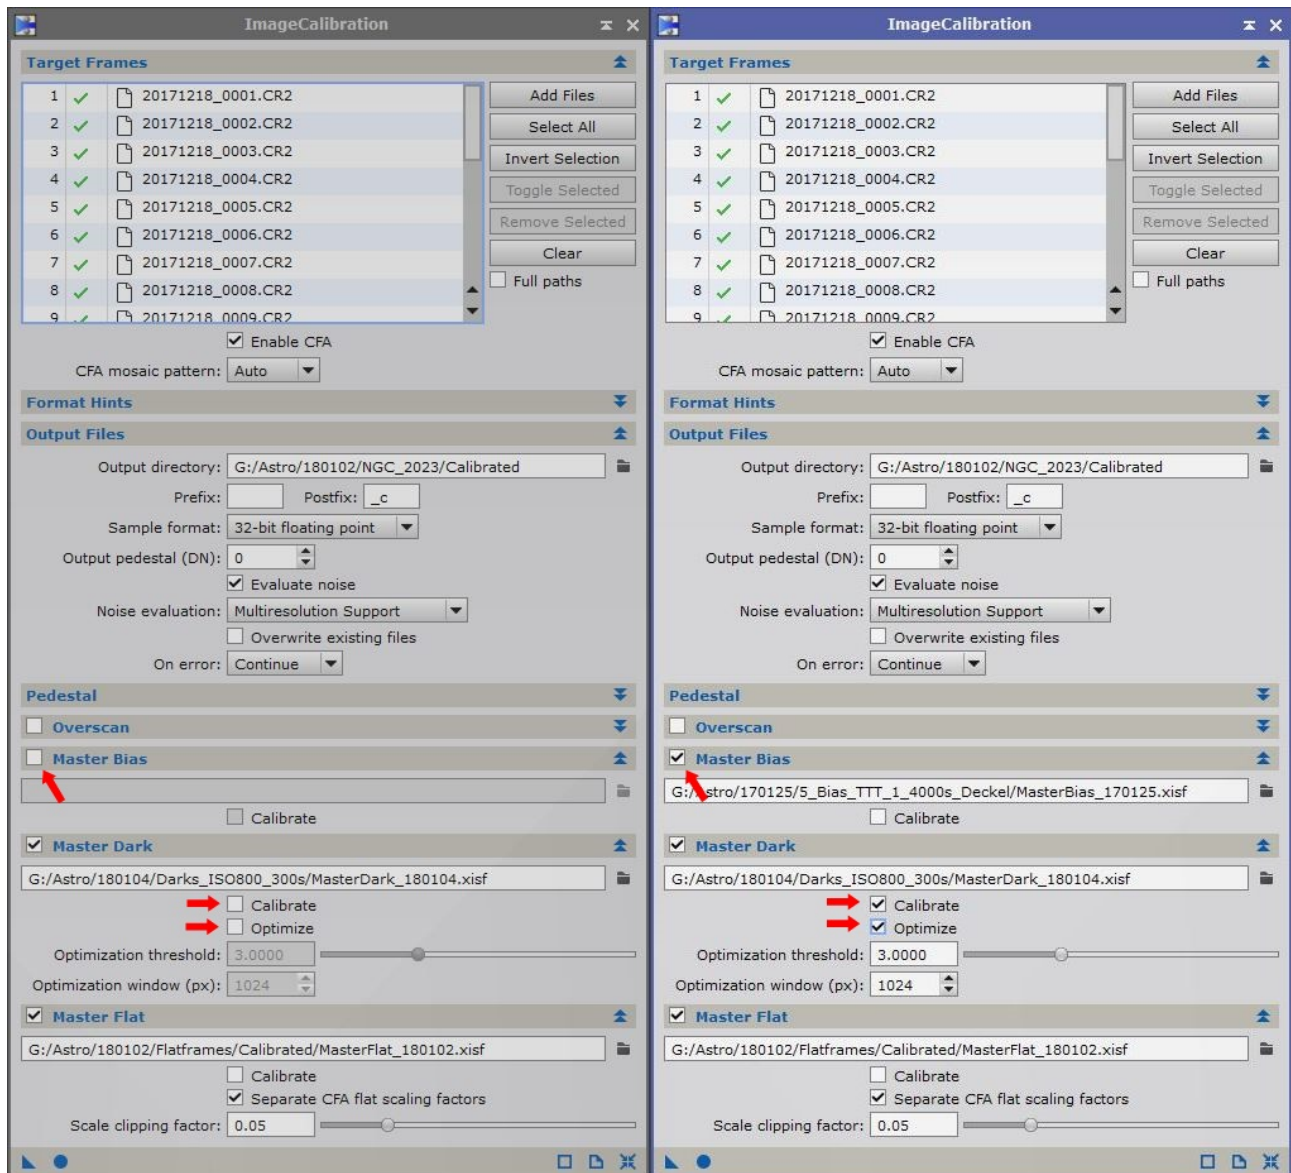 ImageCalibration
Target Frames
1 20171218_0001.CR2
2 20171218_0002.CR2
3 20171218_0003.CR2
4 20171218_0004.CR2
5 20171218_0005.CR2
6 20171218_0006.CR2
7 20171218_0007.CR2
8 20171218_0008.CR2
9 20171218_0009.CR2
Add Files
Select All
Invert Selection
Toggle Selected
Remove Selected
Clear
Full paths
Enable CFA
CFA mosaic pattern: Auto
Format Hints
Output Files
Output directory: G:/Astro/180102/NGC_2023/Calibrated
Prefix: Postfix: _c
Sample format: 32-bit floating point
Output pedestal (DN): 0
Evaluate noise
Noise evaluation: Multiresolution Support
Overwrite existing files
On error: Continue
Pedestal
Overscan
Master Bias
Calibrate
Master Dark
G:/Astro/180104/Darks_ISO800_300s/MasterDark_180104.xisf
Calibrate
Optimize
Optimization threshold: 3.0000
Optimization window (px): 1024
Master Flat
G:/Astro/180102/Flatframes/Calibrated/MasterFlat_180102.xisf
Calibrate
Separate CFA flat scaling factors
Scale clipping factor: 0.05
ImageCalibration
Target Frames
1 20171218_0001.CR2
2 20171218_0002.CR2
3 20171218_0003.CR2
4 20171218_0004.CR2
5 20171218_0005.CR2
6 20171218_0006.CR2
7 20171218_0007.CR2
8 20171218_0008.CR2
9 20171218_0009.CR2
Add Files
Select All
Invert Selection
Toggle Selected
Remove Selected
Clear
Full paths
Enable CFA
CFA mosaic pattern: Auto
Format Hints
Output Files
Output directory: G:/Astro/180102/NGC_2023/Calibrated
Prefix: Postfix: _c
Sample format: 32-bit floating point
Output pedestal (DN): 0
Evaluate noise
Noise evaluation: Multiresolution Support
Overwrite existing files
On error: Continue
Pedestal
Overscan
Master Bias
G:/Astro/170125/5_Bias_TTT_1_4000s_Deckel/MasterBias_170125.xisf
Calibrate
Master Dark
G:/Astro/180104/Darks_ISO800_300s/MasterDark_180104.xisf
Calibrate
Optimize
Optimization threshold: 3.0000
Optimization window (px): 1024
Master Flat
G:/Astro/180102/Flatframes/Calibrated/MasterFlat_180102.xisf
Calibrate
Separate CFA flat scaling factors
Scale clipping factor: 0.05